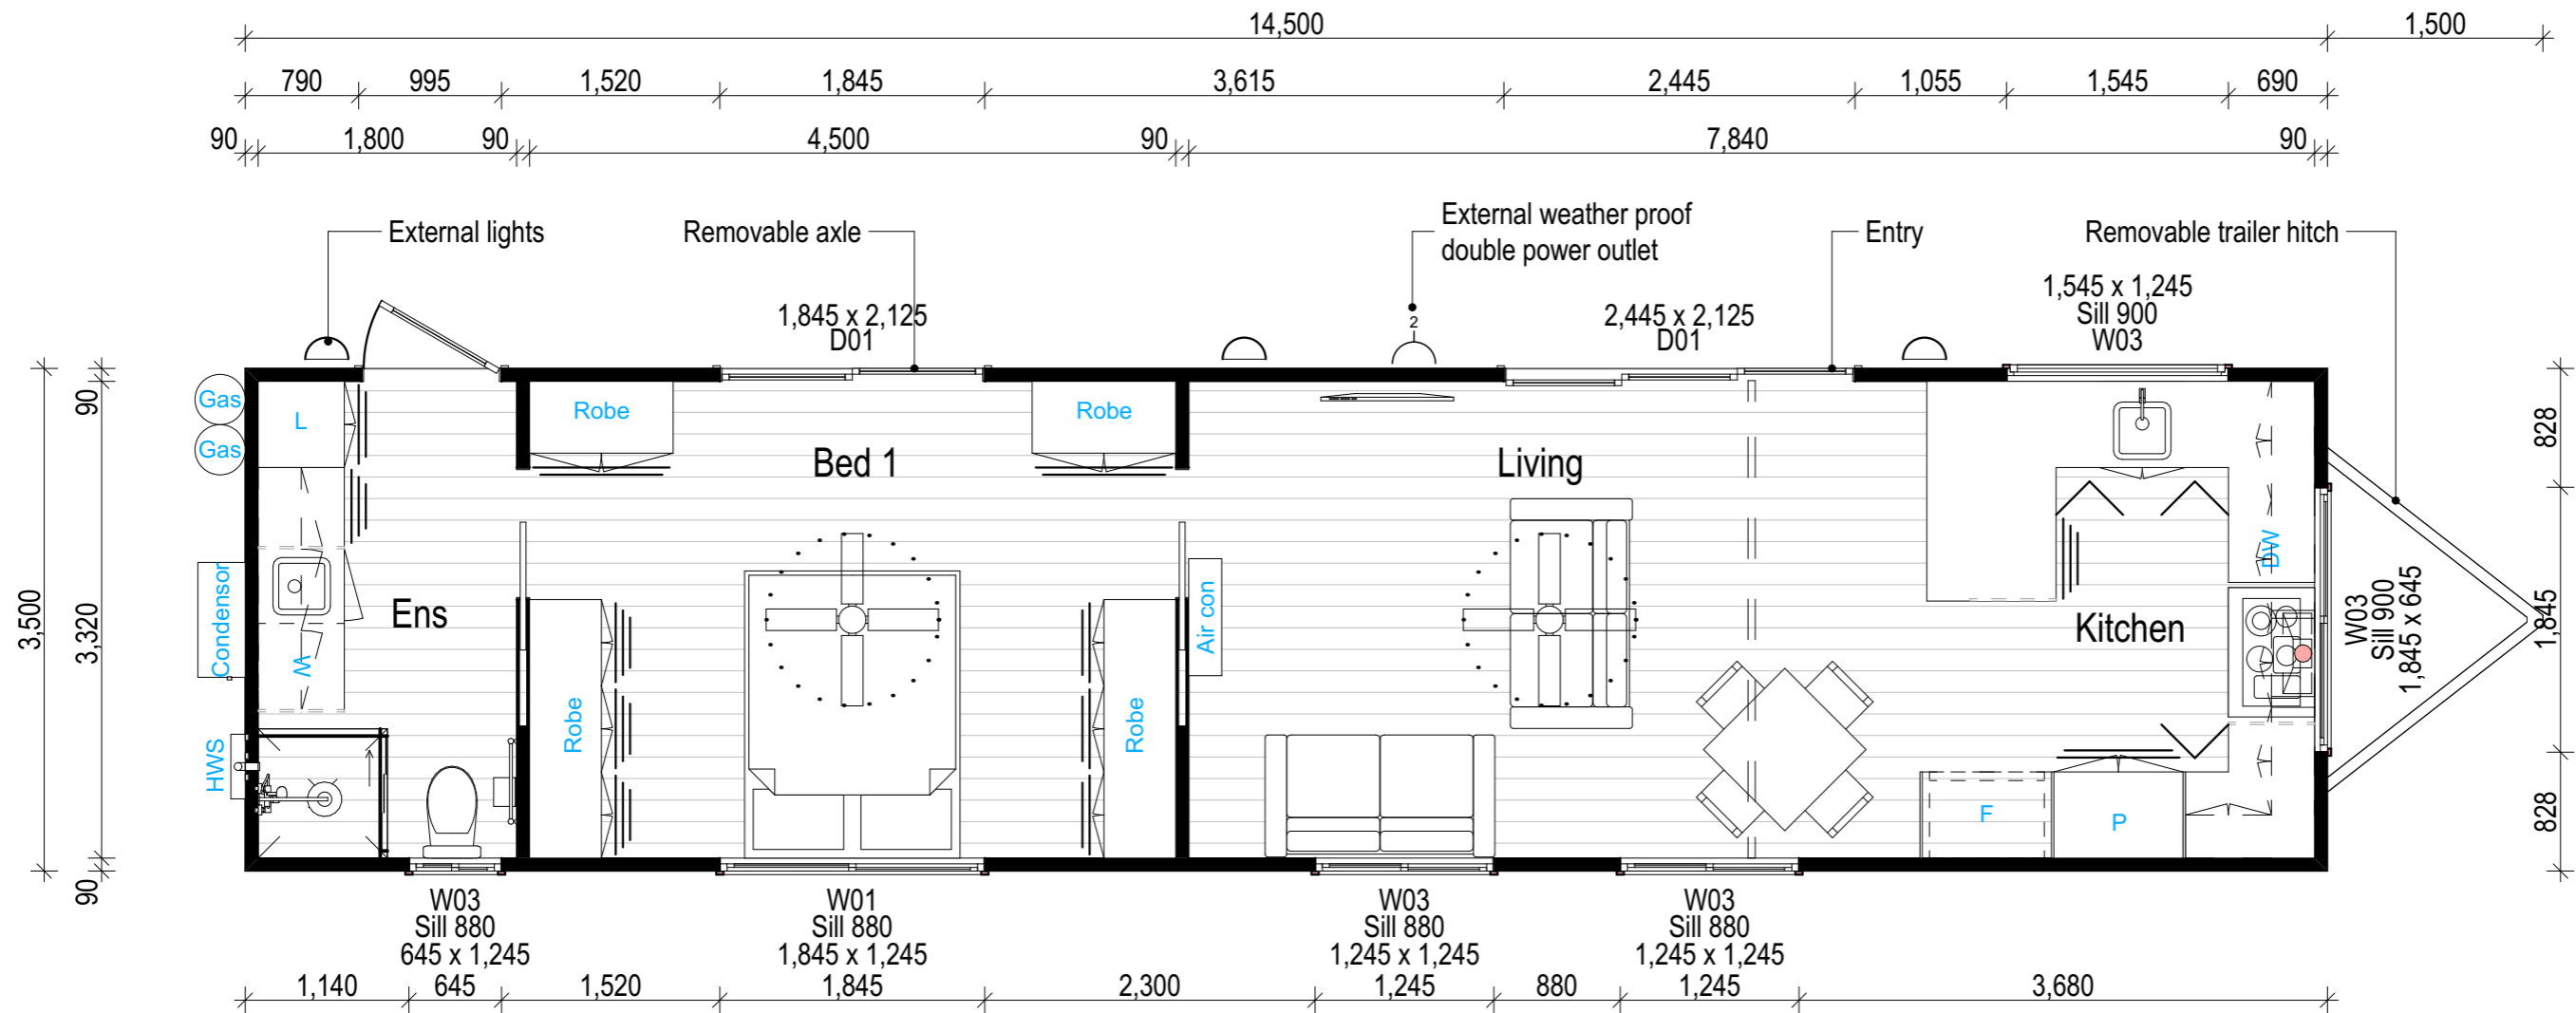 14,500
1,500
790
995
1,520
1,845
3,615
2,445
1,055
1,545
690
90
1,800
90
4,500
90
7,840
90
External lights
Removable axle
External weather proof
double power outlet
Entry
Removable trailer hitch
1,845 x 2,125
D01
2
2,445 x 2,125
D01
1,545 x 1,245
Sill 900
W03
3,500
90
3,320
90
Gas
Gas
Condensor
HWS
L
W
Ens
Robe
Robe
Bed 1
Robe
Robe
Air con
Living
Kitchen
DW
F
P
W03
Sill 900
1,845 x 645
828
1,845
828
W03
Sill 880
645 x 1,245
W01
Sill 880
1,845 x 1,245
W03
Sill 880
1,245 x 1,245
W03
Sill 880
1,245 x 1,245
1,140
645
1,520
1,845
2,300
1,245
880
1,245
3,680